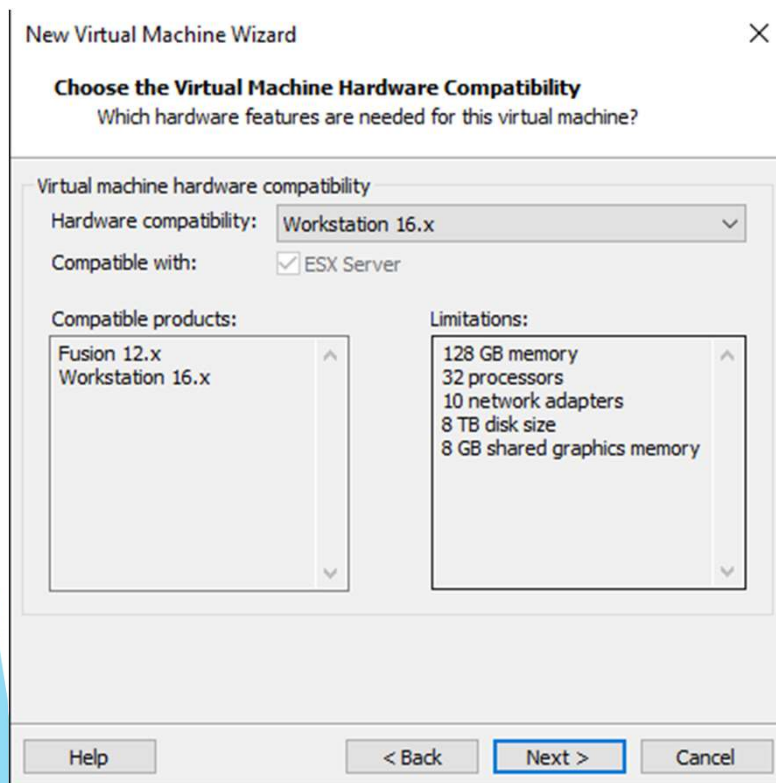 New Virtual Machine Wizard
Choose the Virtual Machine Hardware Compatibility
Which hardware features are needed for this virtual machine?
Virtual machine hardware compatibility
Hardware compatibility: Workstation 16.x
Compatible with: ESX Server
Compatible products:
Fusion 12.x
Workstation 16.x
Limitations:
128 GB memory
32 processors
10 network adapters
8 TB disk size
8 GB shared graphics memory
Help < Back Next > Cancel